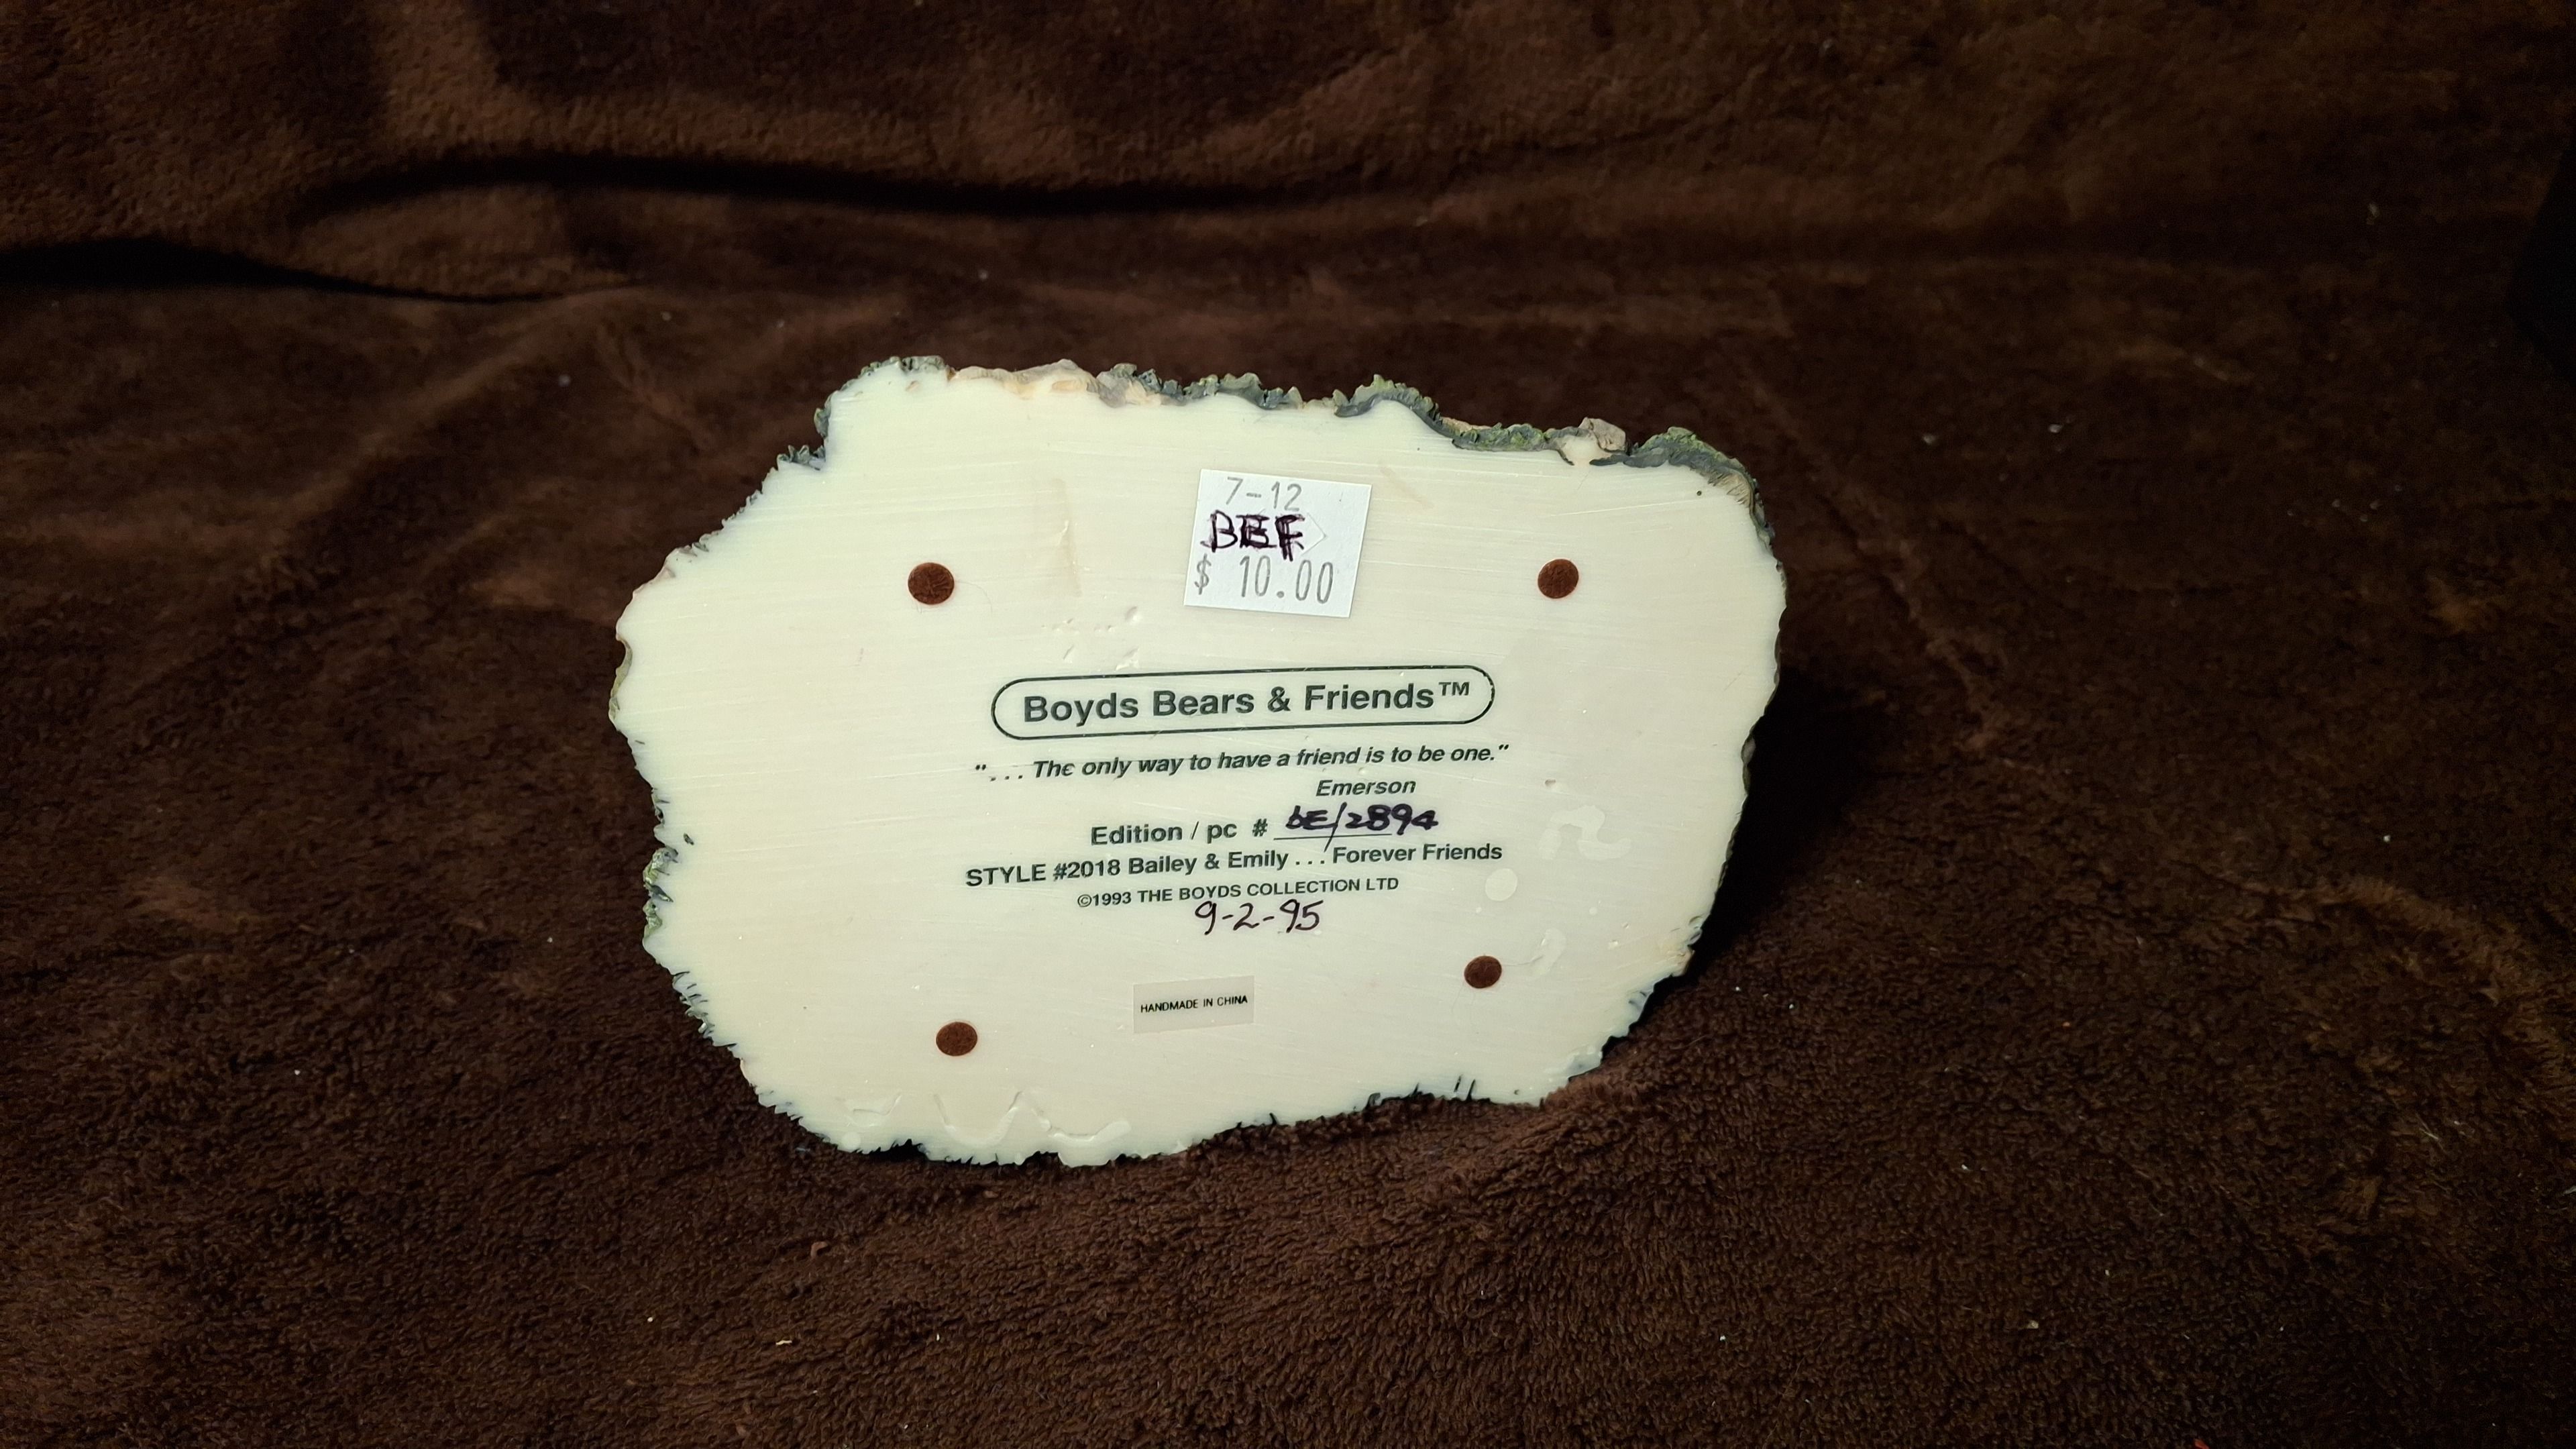 7-12
BEF
$ 10.00
Boyds Bears & Friends™
". . . The only way to have a friend is to be one."
Emerson
Edition / pc # 6E/2894
STYLE #2018 Bailey & Emily . . . Forever Friends
©1993 THE BOYDS COLLECTION LTD
9-2-95
HANDMADE IN CHINA